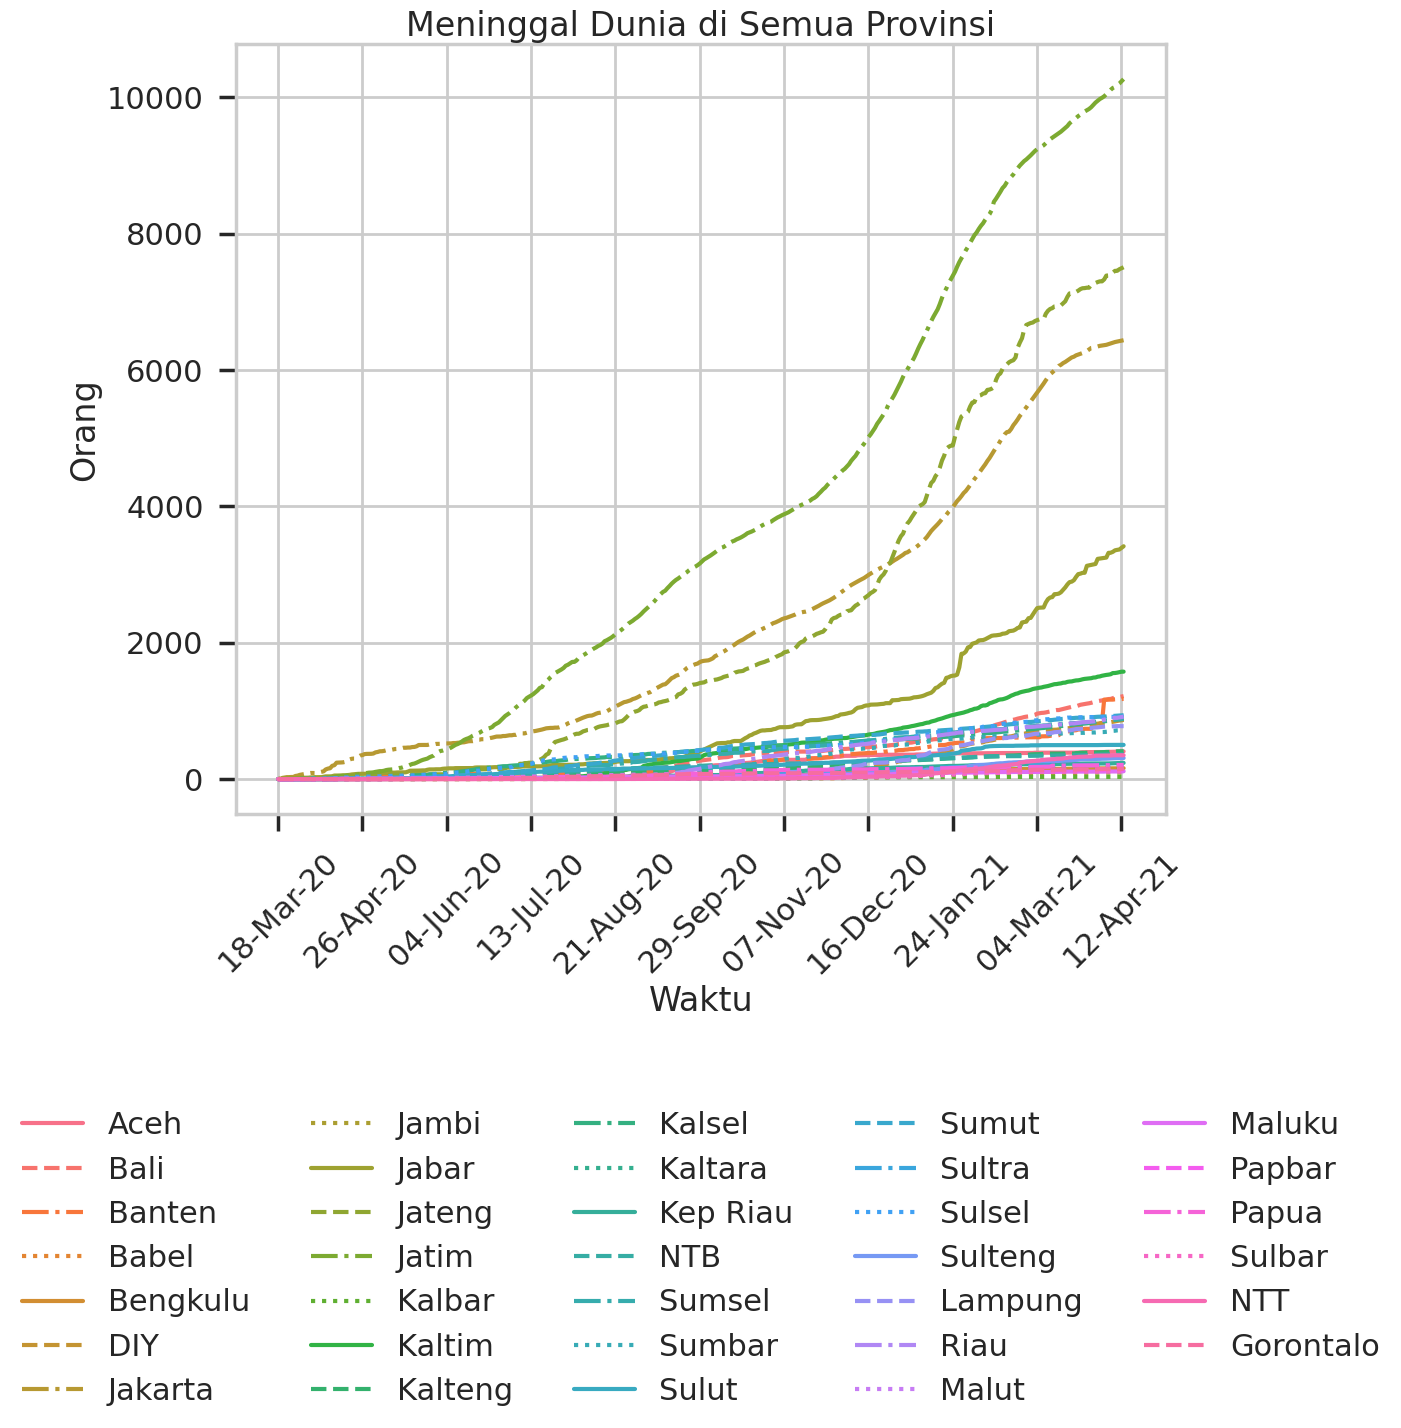 Meninggal Dunia di Semua Provinsi
10000
8000
6000
4000
2000
0
Orang
18-Mar-20
26-Apr-20
04-Jun-20
13-Jul-20
21-Aug-20
29-Sep-20
07-Nov-20
16-Dec-20
24-Jan-21
04-Mar-21
12-Apr-21
Waktu
Aceh
Bali
Banten
Babel
Bengkulu
DIY
Jakarta
Jambi
Jabar
Jateng
Jatim
Kalbar
Kaltim
Kalteng
Kalsel
Kaltara
Kep Riau
NTB
Sumsel
Sumbar
Sulut
Sumut
Sultra
Sulsel
Sulteng
Lampung
Riau
Malut
Maluku
Papbar
Papua
Sulbar
NTT
Gorontalo